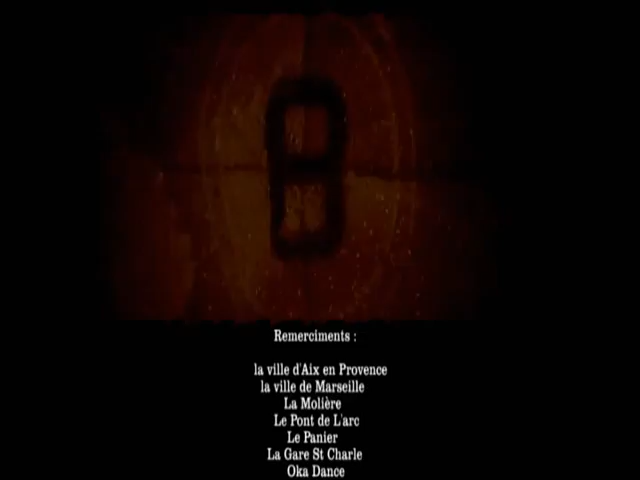 8
Remerciments :
la ville d'Aix en Provence
la ville de Marseille
La Molière
Le Pont de L'arc
Le Panier
La Gare St Charle
Oka Dance